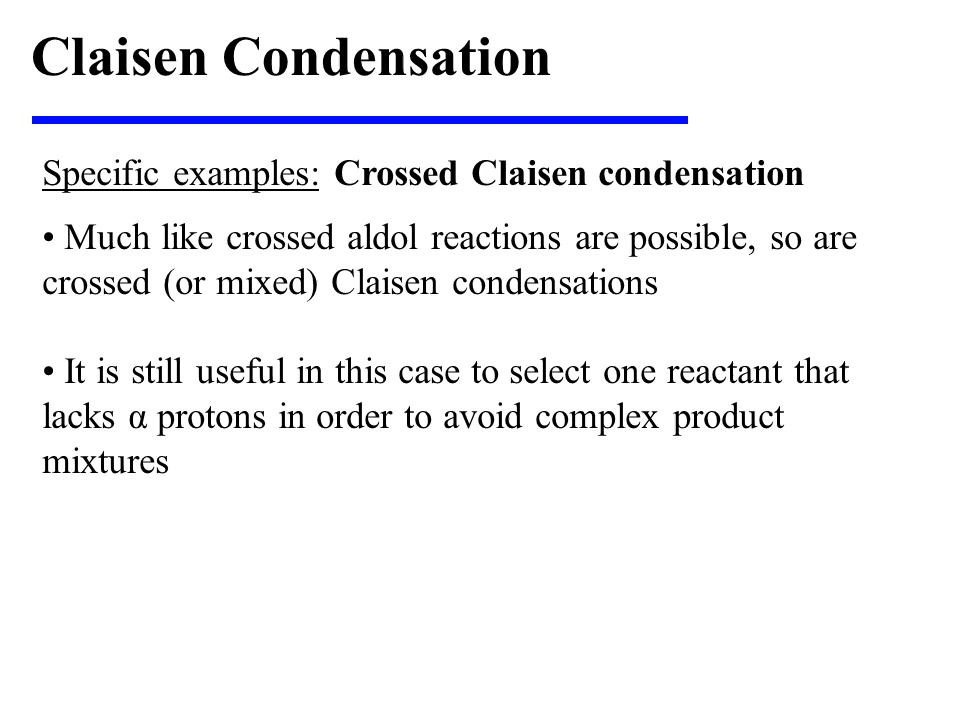 Claisen Condensation
Specific examples: Crossed Claisen condensation
• Much like crossed aldol reactions are possible, so are
crossed (or mixed) Claisen condensations
• It is still useful in this case to select one reactant that
lacks α protons in order to avoid complex product
mixtures